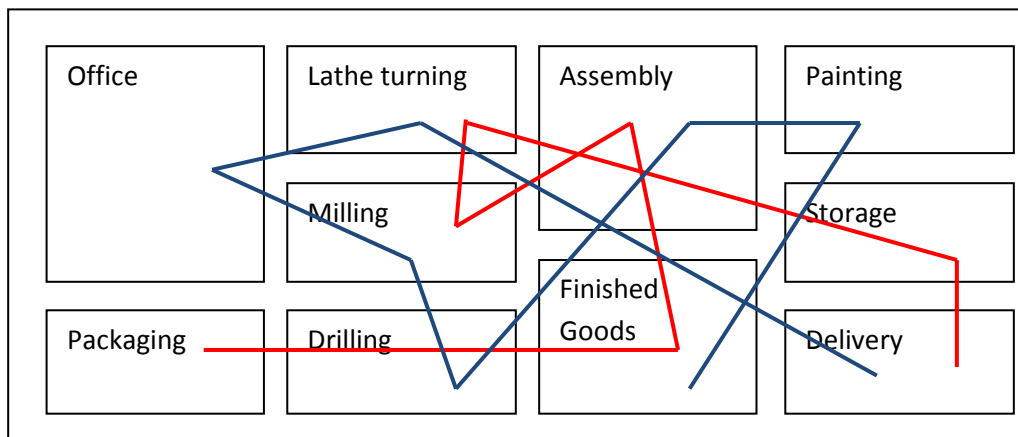 Office
Lathe turning
Assembly
Painting
Milling
Storage
Finished
Goods
Packaging
Drilling
Delivery